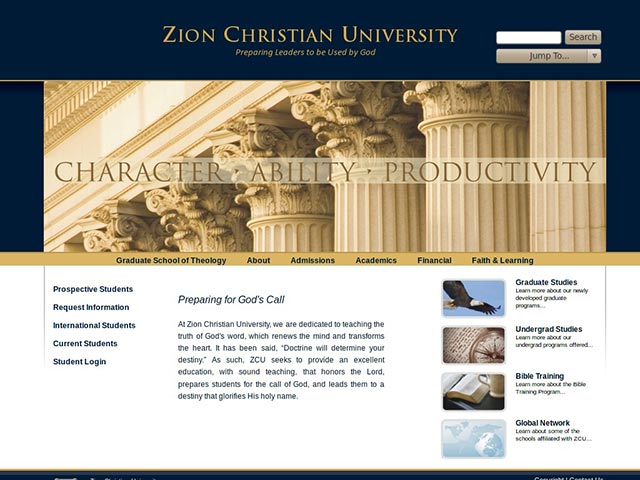 ZION CHRISTIAN UNIVERSITY
Preparing Leaders to be Used by God
Search
Jump To...
CHARACTER · ABILITY · PRODUCTIVITY
Graduate School of Theology About Admissions Academics Financial Faith & Learning
Prospective Students
Request Information
International Students
Current Students
Student Login
Preparing for God's Call
At Zion Christian University, we are dedicated to teaching the
truth of God's word, which renews the mind and transforms
the heart. It has been said, “Doctrine will determine your
destiny.” As such, ZCU seeks to provide an excellent
education, with sound teaching, that honors the Lord,
prepares students for the call of God, and leads them to a
destiny that glorifies His holy name.
Graduate Studies
Learn more about our newly
developed graduate
programs...
Undergrad Studies
Learn more about our
undergrad programs offered...
Bible Training
Learn more about the Bible
Training Program...
Global Network
Learn about some of the
schools affiliated with ZCU...
Zion Christian University
Copyright | Contact Us